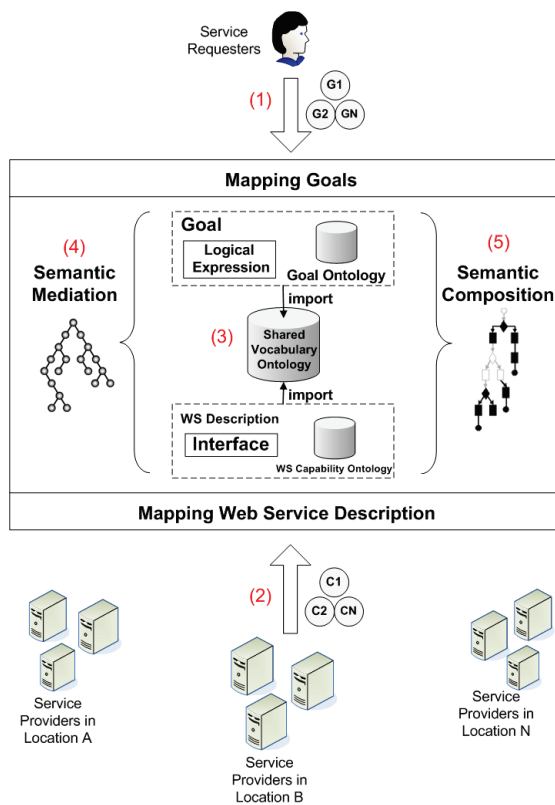 Service
Requesters
(1)
G1
G2
GN
Mapping Goals
(4)
Semantic
Mediation
Goal
Logical
Expression
Goal Ontology
import
(3)
Shared
Vocabulary
Ontology
import
WS Description
Interface
WS Capability Ontology
(5)
Semantic
Composition
Mapping Web Service Description
(2)
C1
C2
CN
Service
Providers in
Location A
Service
Providers in
Location B
Service
Providers in
Location N